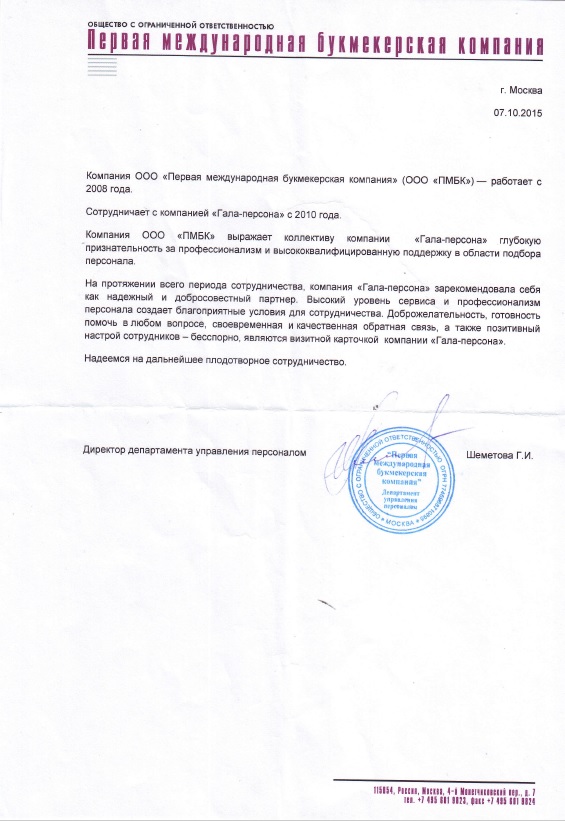 ОБЩЕСТВО С ОГРАНИЧЕННОЙ ОТВЕТСТВЕННОСТЬЮ
Первая международная букмекерская компания
г. Москва
07.10.2015
Компания ООО «Первая международная букмекерская компания» (ООО «ПМБК») — работает с
2008 года.
Сотрудничает с компанией «Гала-персона» с 2010 года.
Компания ООО «ПМБК» выражает коллективу компании «Гала-персона» глубокую
признательность за профессионализм и высококвалифицированную поддержку в области подбора
персонала.
На протяжении всего периода сотрудничества, компания «Гала-персона» зарекомендовала себя
как надежный и добросовестный партнер. Высокий уровень сервиса и профессионализм
персонала создает благоприятные условия для сотрудничества. Доброжелательность, готовность
помочь в любом вопросе, своевременная и качественная обратная связь, а также позитивный
настрой сотрудников – бесспорно, являются визитной карточкой компании «Гала-персона».
Надеемся на дальнейшее плодотворное сотрудничество.
Директор департамента управления персоналом
Шеметова Г.И.
ОБЩЕСТВО С ОГРАНИЧЕННОЙ ОТВЕТСТВЕННОСТЬЮ ОГРН
* МОСКВА *
"Первая
международная
букмекерская
компания"
Департамент
управления
персоналом
115054, Россия, Москва, 4-й Монетчиковский пер., д. 7
тел. +7 495 601 9023, факс +7 495 601 9024